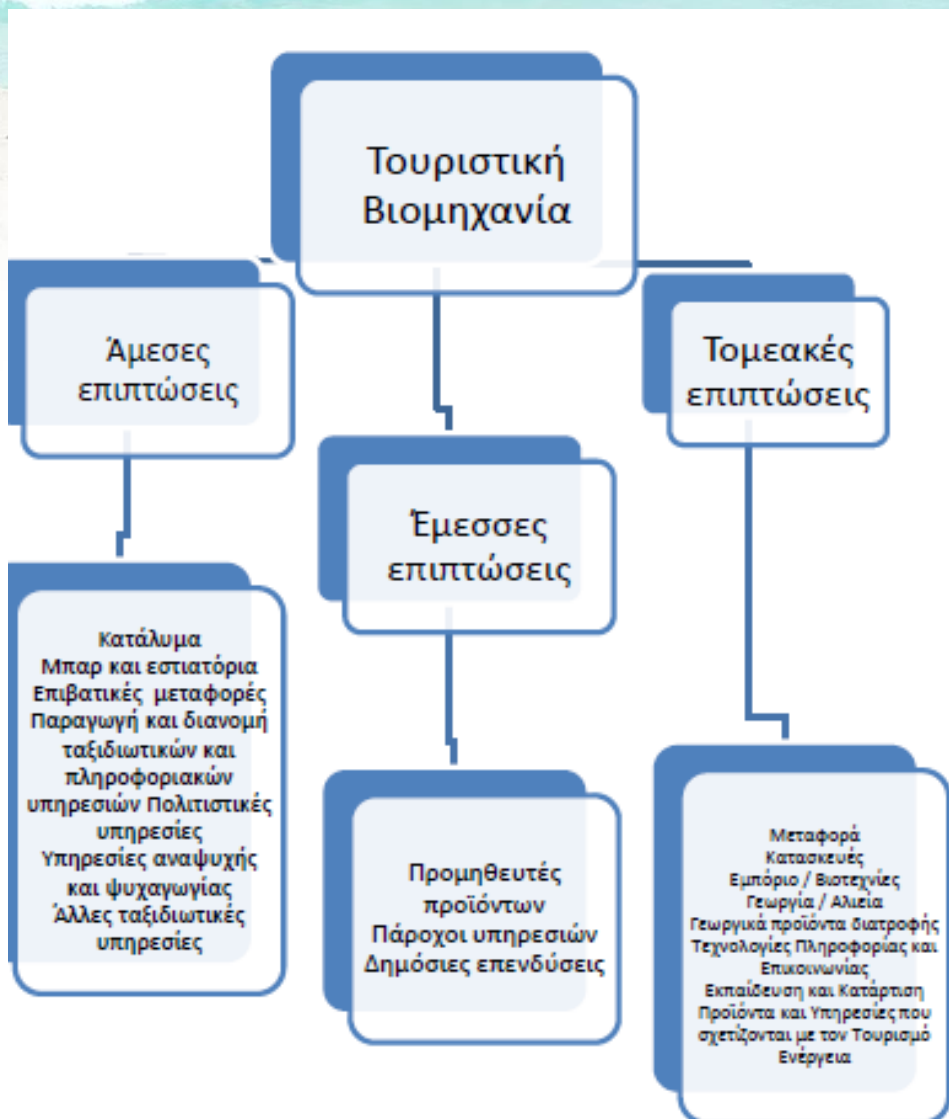 Τουριστική
Βιομηχανία
Άμεσες
επιπτώσεις
Κατάλυμα
Μπαρ και εστιατόρια
Επιβατικές μεταφορές
Παραγωγή και διανομή
ταξιδιωτικών και
πληροφοριακών
υπηρεσιών Πολιτιστικές
υπηρεσίες
Υπηρεσίες αναψυχής
και ψυχαγωγίας
Άλλες ταξιδιωτικές
υπηρεσίες
Έμεσσες
επιπτώσεις
Προμηθευτές
προϊόντων
Πάροχοι υπηρεσιών
Δημόσιες επενδύσεις
Τομεακές
επιπτώσεις
Μεταφορά
Κατασκευές
Εμπόριο / Βιοτεχνίες
Γεωργία / Αλιεία
Γεωργικά προϊόντα διατροφής
Τεχνολογίες Πληροφορίας και
Επικοινωνίας
Εκπαίδευση και Κατάρτιση
Προϊόντα και Υπηρεσίες που
σχετίζονται με τον Τουρισμό
Ενέργεια